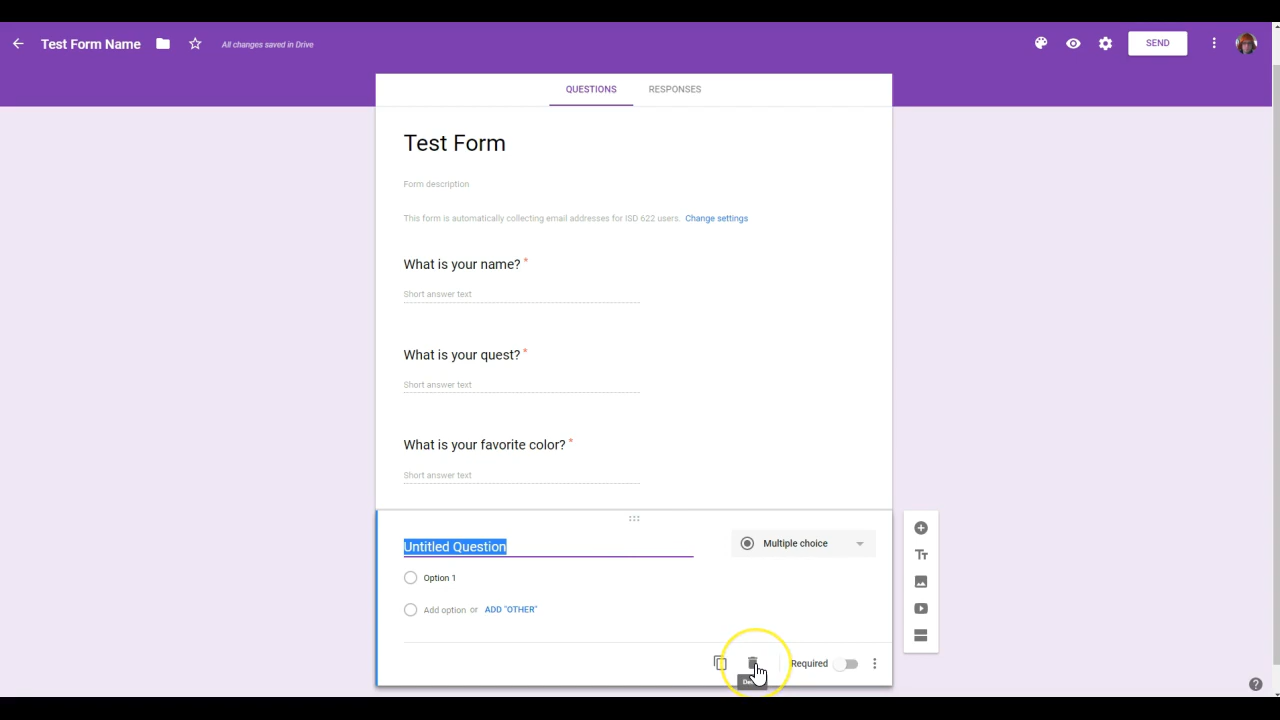 Test Form Name
All changes saved in Drive
SEND
QUESTIONS
RESPONSES
Test Form
Form description
This form is automatically collecting email addresses for ISD 622 users. Change settings
What is your name? *
Short answer text
What is your quest? *
Short answer text
What is your favorite color? *
Short answer text
Untitled Question
Multiple choice
Option 1
Add option or ADD "OTHER"
Required
Tт